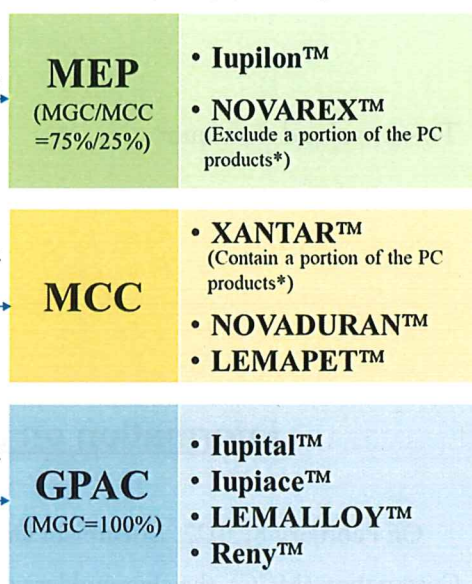 MEP
(MGC/MCC
=75%/25%)
• Iupilon™
• NOVAREX™
(Exclude a portion of the PC
products*)
MCC
• XANTAR™
(Contain a portion of the PC
products*)
• NOVADURAN™
• LEMAPET™
GPAC
(MGC=100%)
• Iupital™
• Iupiace™
• LEMALLOY™
• Reny™